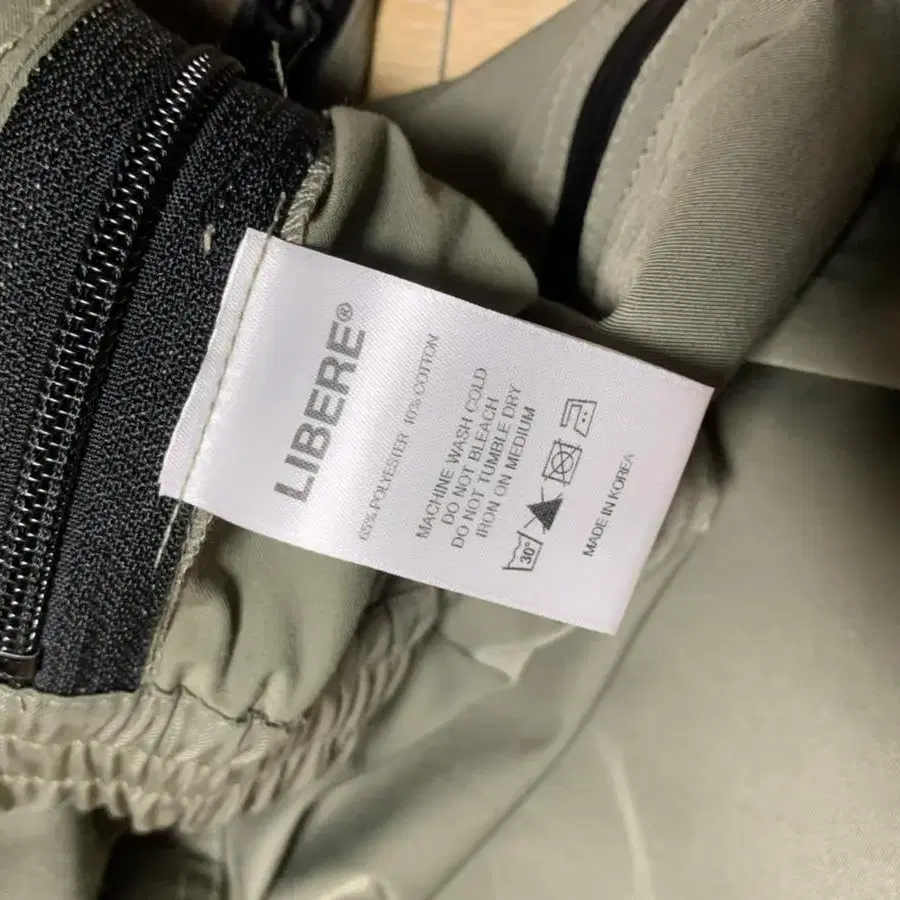 LIBERE®
65% POLYESTER 10% COTTON
MACHINE WASH COLD
DO NOT BLEACH
DO NOT TUMBLE DRY
IRON ON MEDIUM
30°
MADE IN KOREA